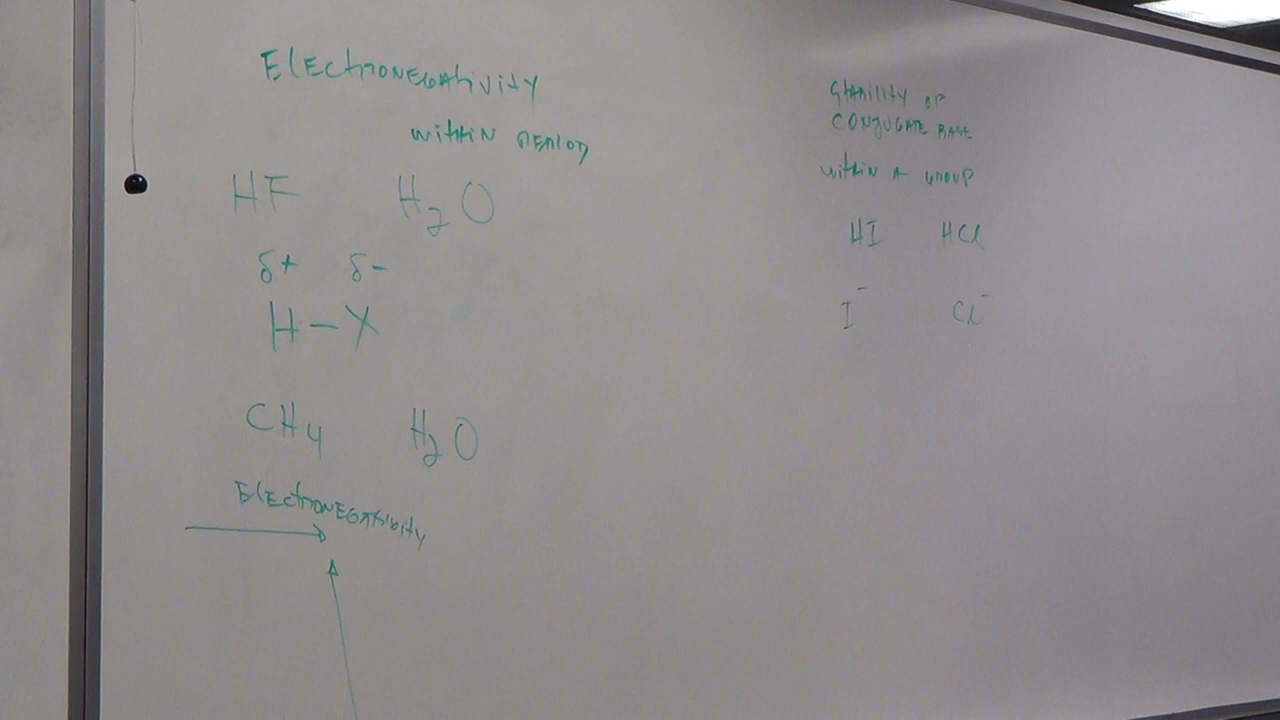 Electronegativity
within period
HF H₂O
δ+ δ-
H-X
CH₄ H₂O
Electronegativity
Stability of
conjugate base
within a group
HI HCl
I⁻ Cl⁻